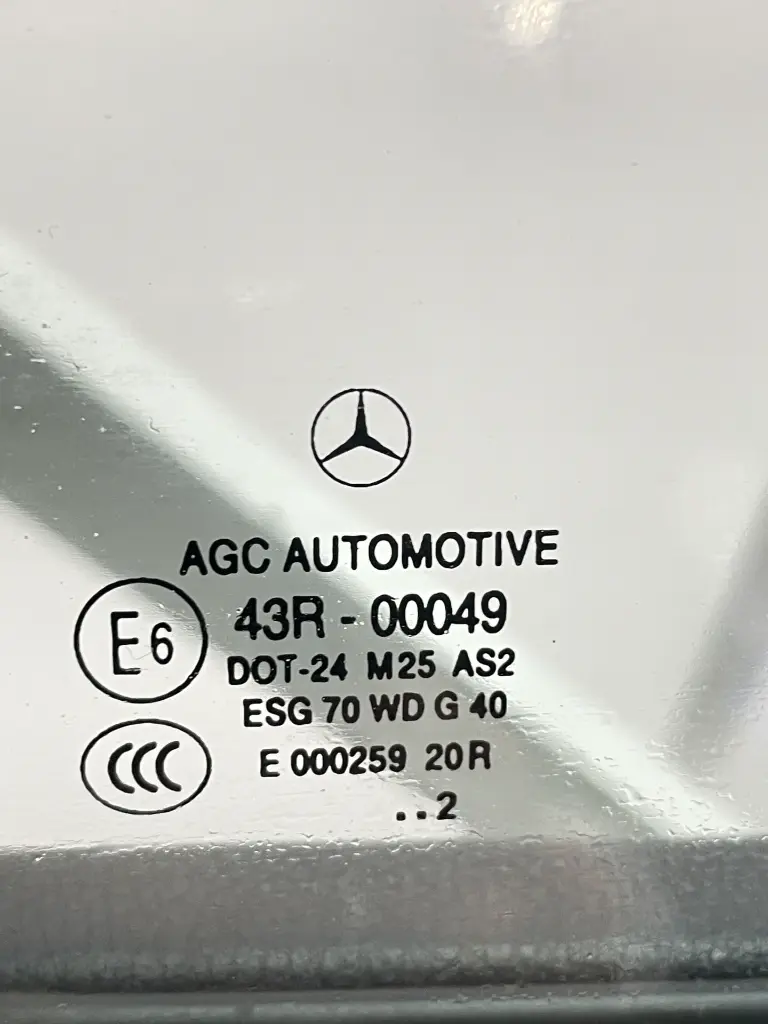 AGC AUTOMOTIVE
E6
43R - 00049
DOT-24 M25 AS2
ESG 70 WD G 40
CCC
E 000259 20R
..2